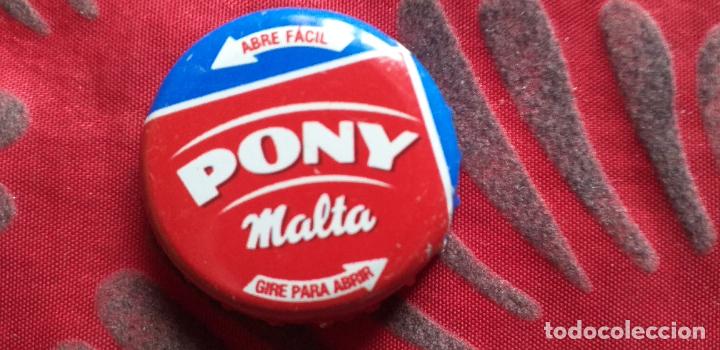 ABRE FÁCIL
PONY
Malta
GIRE PARA ABRIR
todocoleccion